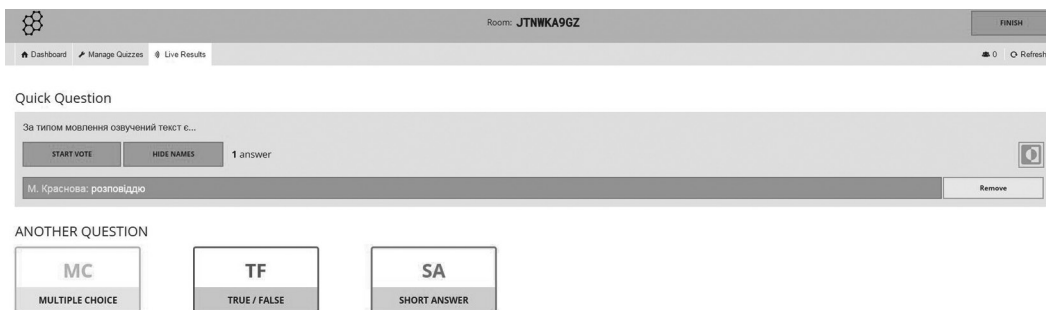 Room: JTNWKA9GZ
FINISH
Dashboard Manage Quizzes Live Results 0 Refresh
Quick Question
За типом мовлення озвучений текст є...
START VOTE HIDE NAMES 1 answer
М. Краснова: розповіддю Remove
ANOTHER QUESTION
MC TF SA
MULTIPLE CHOICE TRUE / FALSE SHORT ANSWER